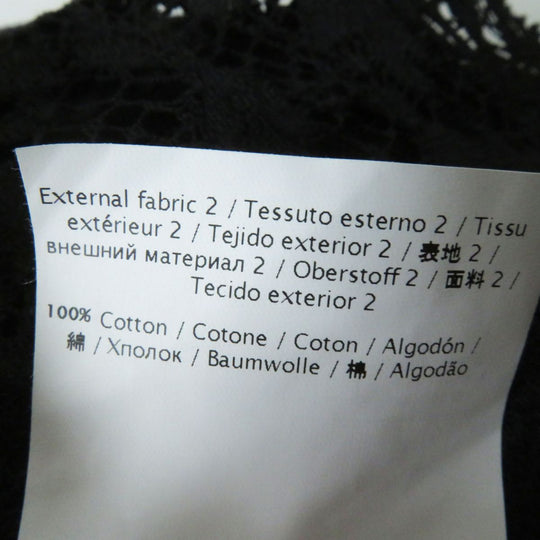 External fabric 2 / Tessuto esterno 2 / Tissu
extérieur 2 / Tejido exterior 2 / 表地 2 /
внешний материал 2 / Oberstoff 2 / 面料 2 /
Tecido exterior 2
100% Cotton / Cotone / Coton / Algodón /
綿 / Хполок / Baumwolle / 棉 / Algodão